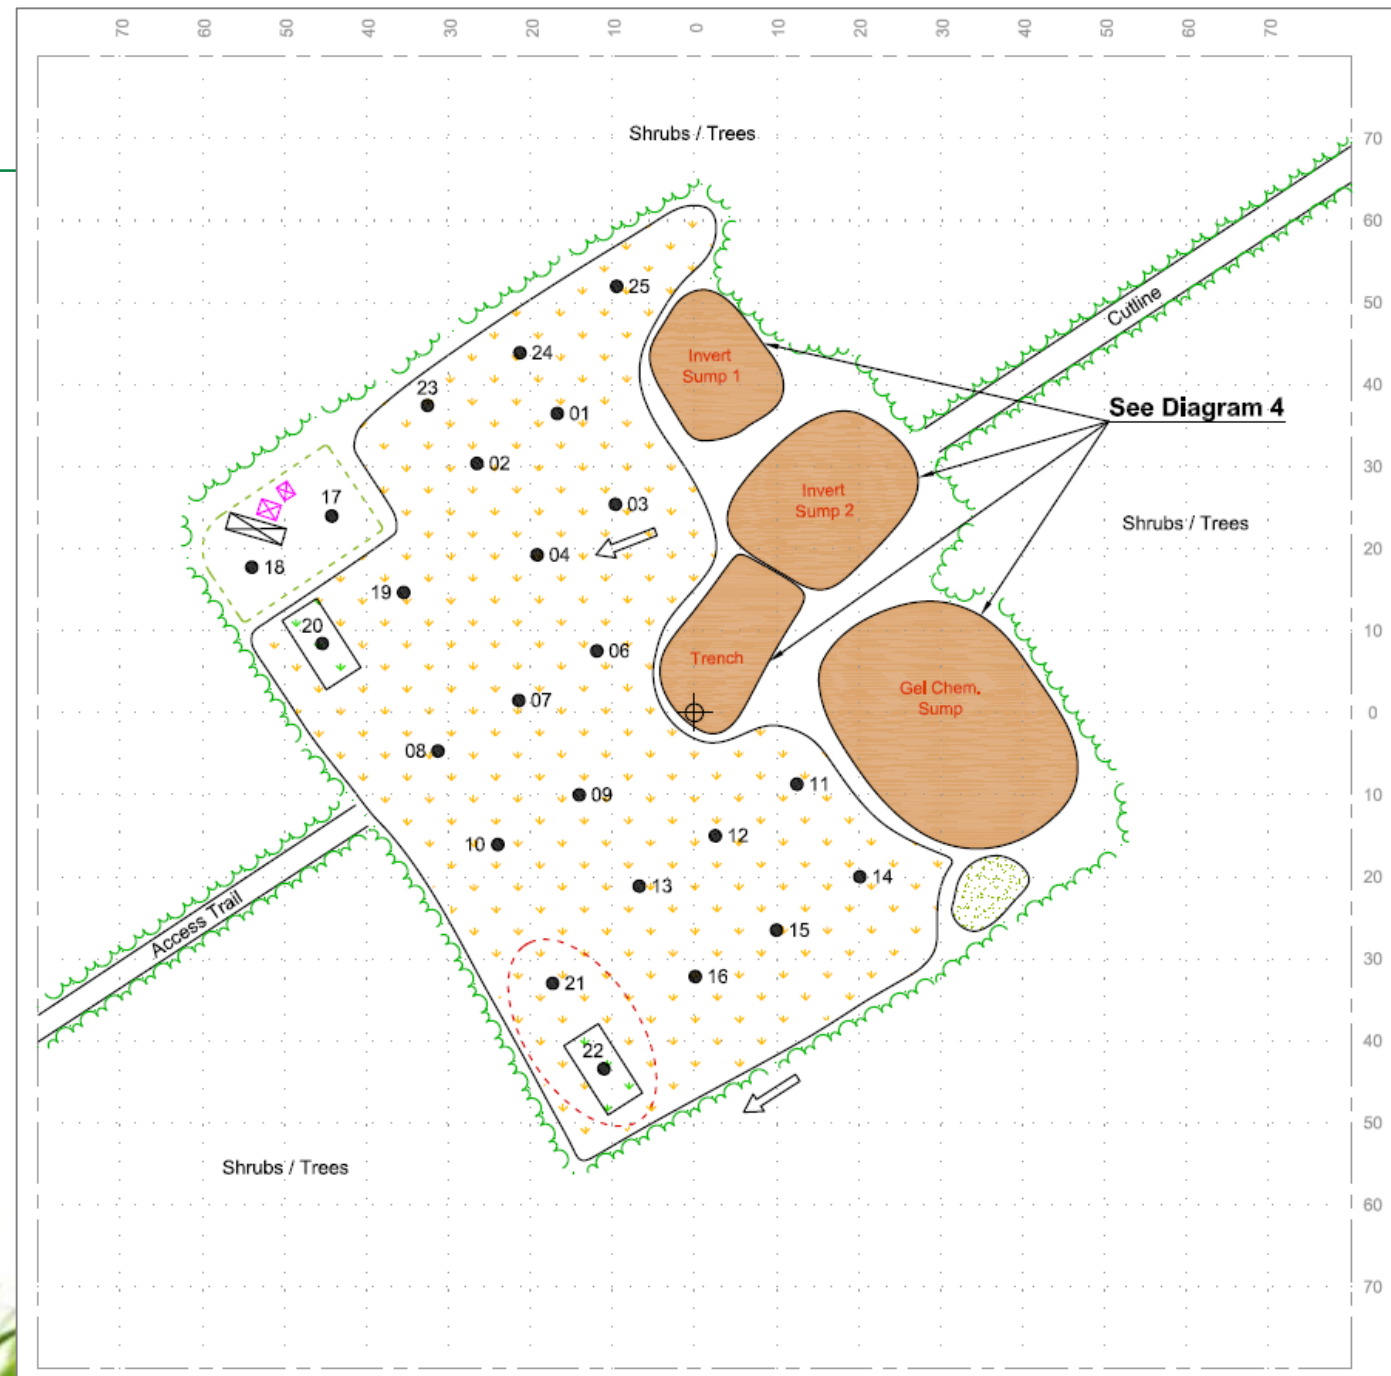 70 60 50 40 30 20 10 0 10 20 30 40 50 60 70
Shrubs / Trees
70
60
25
50
Cutline
24
Invert
Sump 1
23
40
01
See Diagram 4
02
30
17
Invert
Sump 2
03
Shrubs / Trees
04
20
18
19
20
10
06
Trench
07
Gel Chem.
Sump
0
08
11
09
10
12
10
14
20
13
Access Trail
15
30
21
16
40
22
50
Shrubs / Trees
60
70